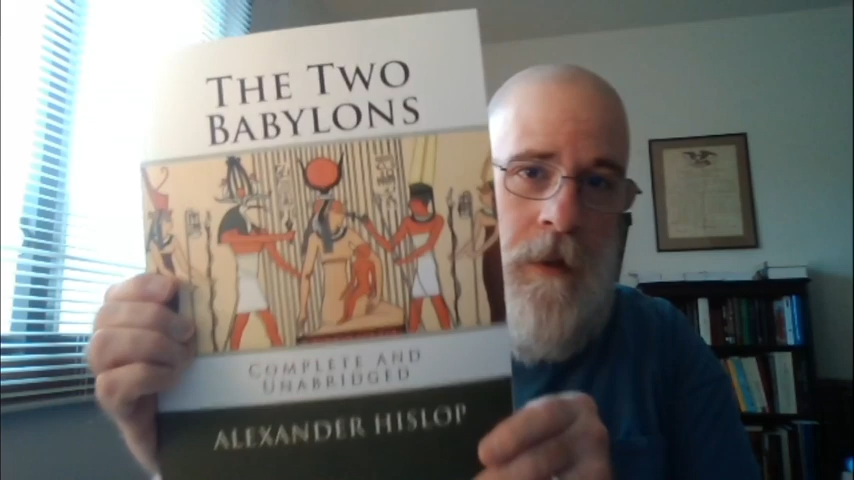 THE TWO
BABYLONS
COMPLETE AND
UNABRIDGED
ALEXANDER HISLOP